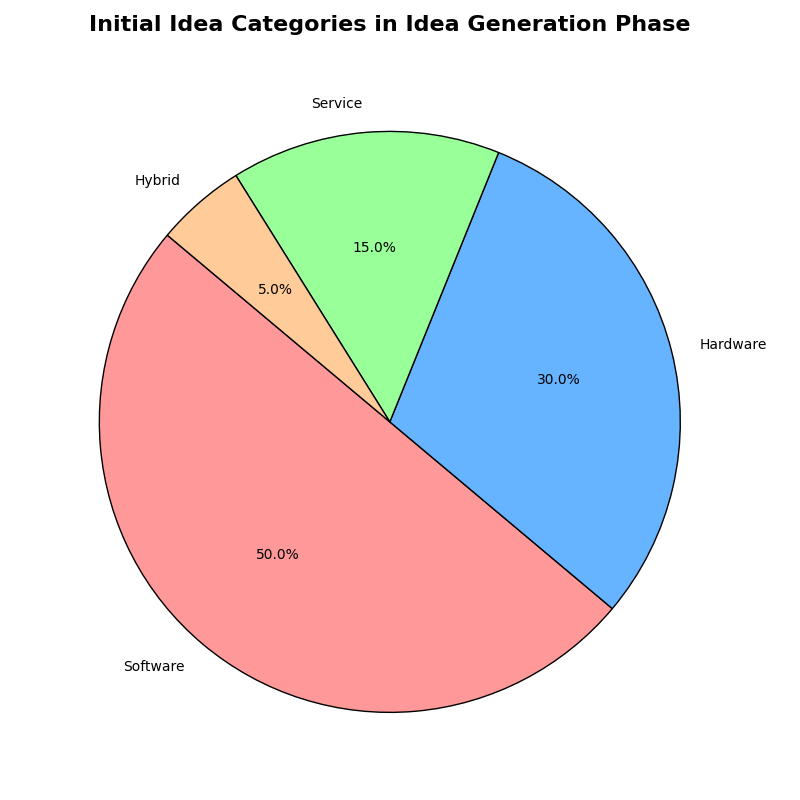 Initial Idea Categories in Idea Generation Phase
Service
Hybrid
15.0%
5.0%
Hardware
30.0%
50.0%
Software